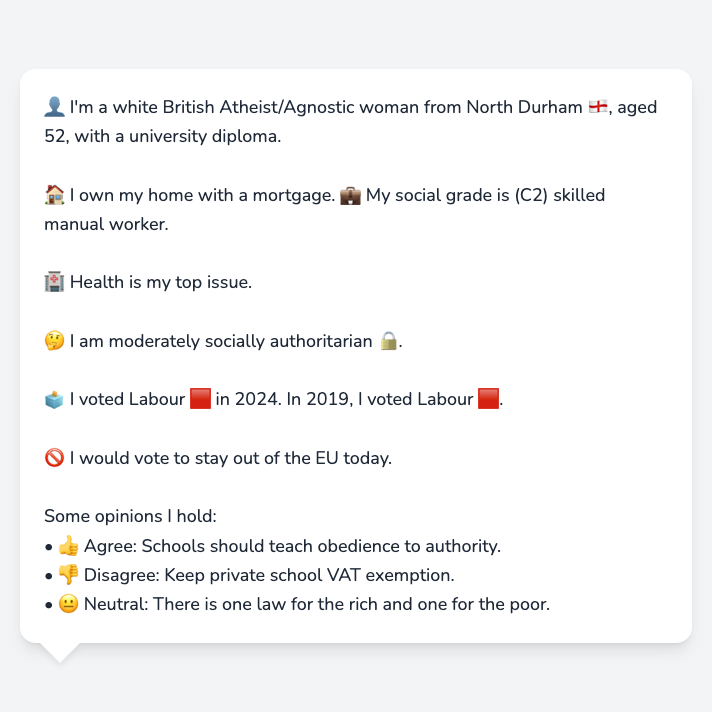 👤 I'm a white British Atheist/Agnostic woman from North Durham 🏴󠁧󠁢󠁥󠁮󠁧󠁿, aged
52, with a university diploma.
🏠 I own my home with a mortgage. 💼 My social grade is (C2) skilled
manual worker.
🏥 Health is my top issue.
🤔 I am moderately socially authoritarian 🔒.
🗳️ I voted Labour 🟥 in 2024. In 2019, I voted Labour 🟥.
🚫 I would vote to stay out of the EU today.
Some opinions I hold:
• 👍 Agree: Schools should teach obedience to authority.
• 👎 Disagree: Keep private school VAT exemption.
• 😐 Neutral: There is one law for the rich and one for the poor.